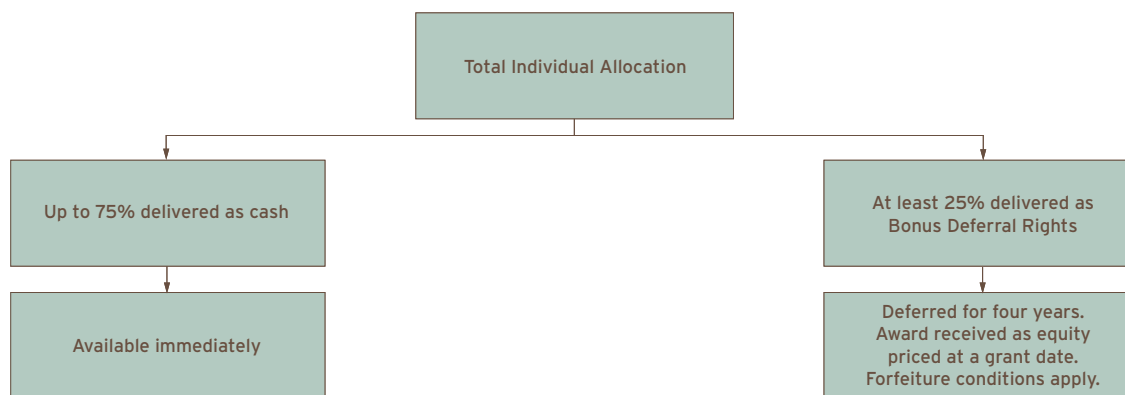 Total Individual Allocation
Up to 75% delivered as cash
At least 25% delivered as
Bonus Deferral Rights
Available immediately
Deferred for four years.
Award received as equity
priced at a grant date.
Forfeiture conditions apply.